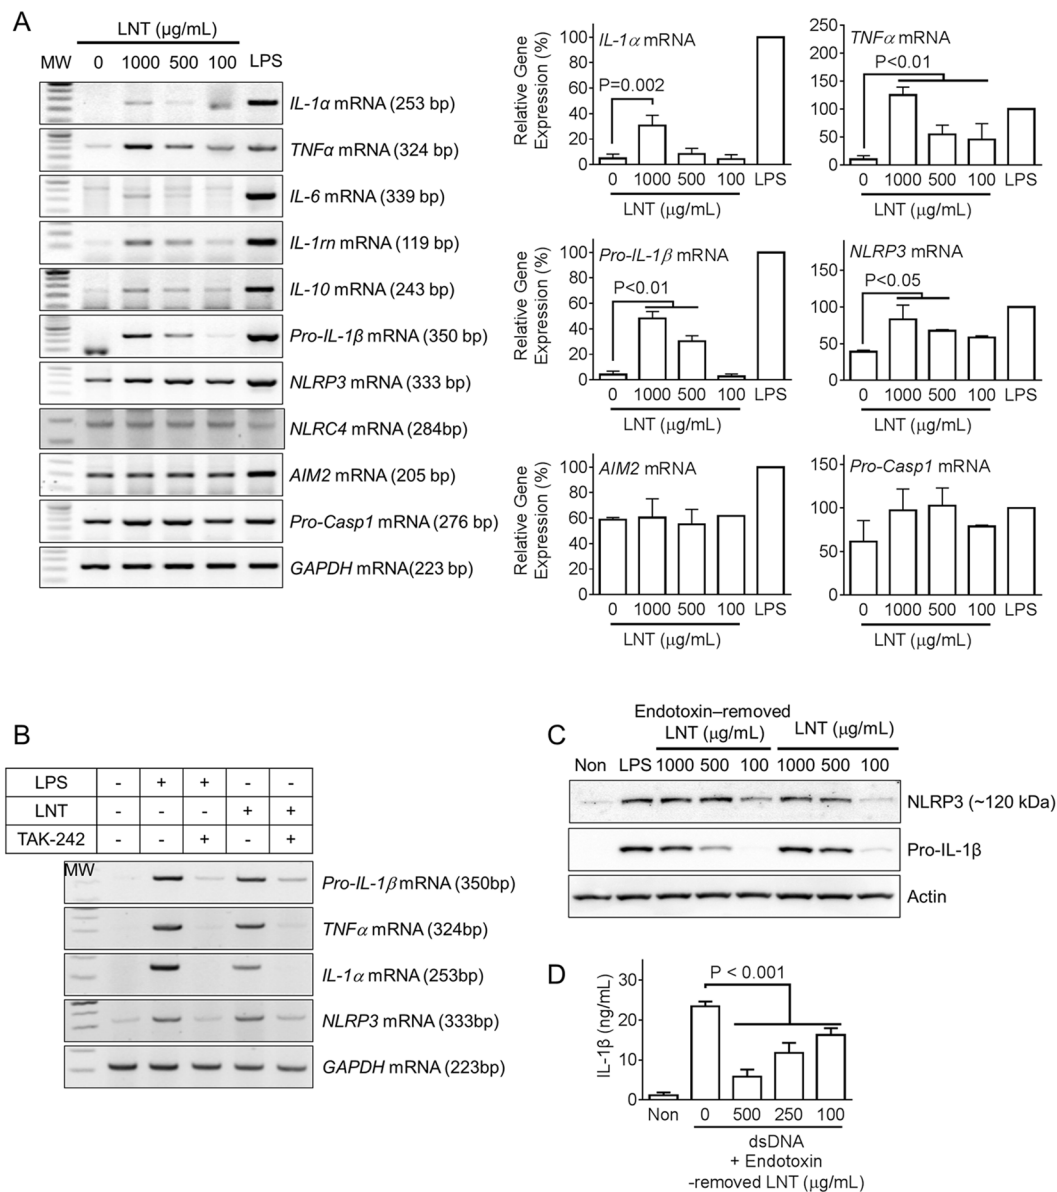 A
LNT (μg/mL)
MW 0 1000 500 100 LPS
IL-1α mRNA (253 bp)
TNFα mRNA (324 bp)
IL-6 mRNA (339 bp)
IL-1rn mRNA (119 bp)
IL-10 mRNA (243 bp)
Pro-IL-1β mRNA (350 bp)
NLRP3 mRNA (333 bp)
NLRC4 mRNA (284bp)
AIM2 mRNA (205 bp)
Pro-Casp1 mRNA (276 bp)
GAPDH mRNA(223 bp)
Relative Gene
Expression (%)
100
80
60
40
20
0
IL-1α mRNA
P=0.002
0 1000 500 100 LPS
LNT (μg/mL)
250
200
150
100
50
0
TNFα mRNA
P<0.01
0 1000 500 100 LPS
LNT (μg/mL)
Relative Gene
Expression (%)
100
80
60
40
20
0
Pro-IL-1β mRNA
P<0.01
0 1000 500 100 LPS
LNT (μg/mL)
150
100
50
0
NLRP3 mRNA
P<0.05
0 1000 500 100 LPS
LNT (μg/mL)
Relative Gene
Expression (%)
100
80
60
40
20
0
AIM2 mRNA
0 1000 500 100 LPS
LNT (μg/mL)
150
100
50
0
Pro-Casp1 mRNA
0 1000 500 100 LPS
LNT (μg/mL)
B
LPS - + + - -
LNT - - - + +
TAK-242 - - + - +
MW
Pro-IL-1β mRNA (350bp)
TNFα mRNA (324bp)
IL-1α mRNA (253bp)
NLRP3 mRNA (333bp)
GAPDH mRNA (223bp)
C
Endotoxin–removed
LNT (μg/mL) LNT (μg/mL)
Non LPS 1000 500 100 1000 500 100
NLRP3 (~120 kDa)
Pro-IL-1β
Actin
D
IL-1β (ng/mL)
30
20
10
0
P < 0.001
Non 0 500 250 100
dsDNA
+ Endotoxin
-removed LNT (μg/mL)